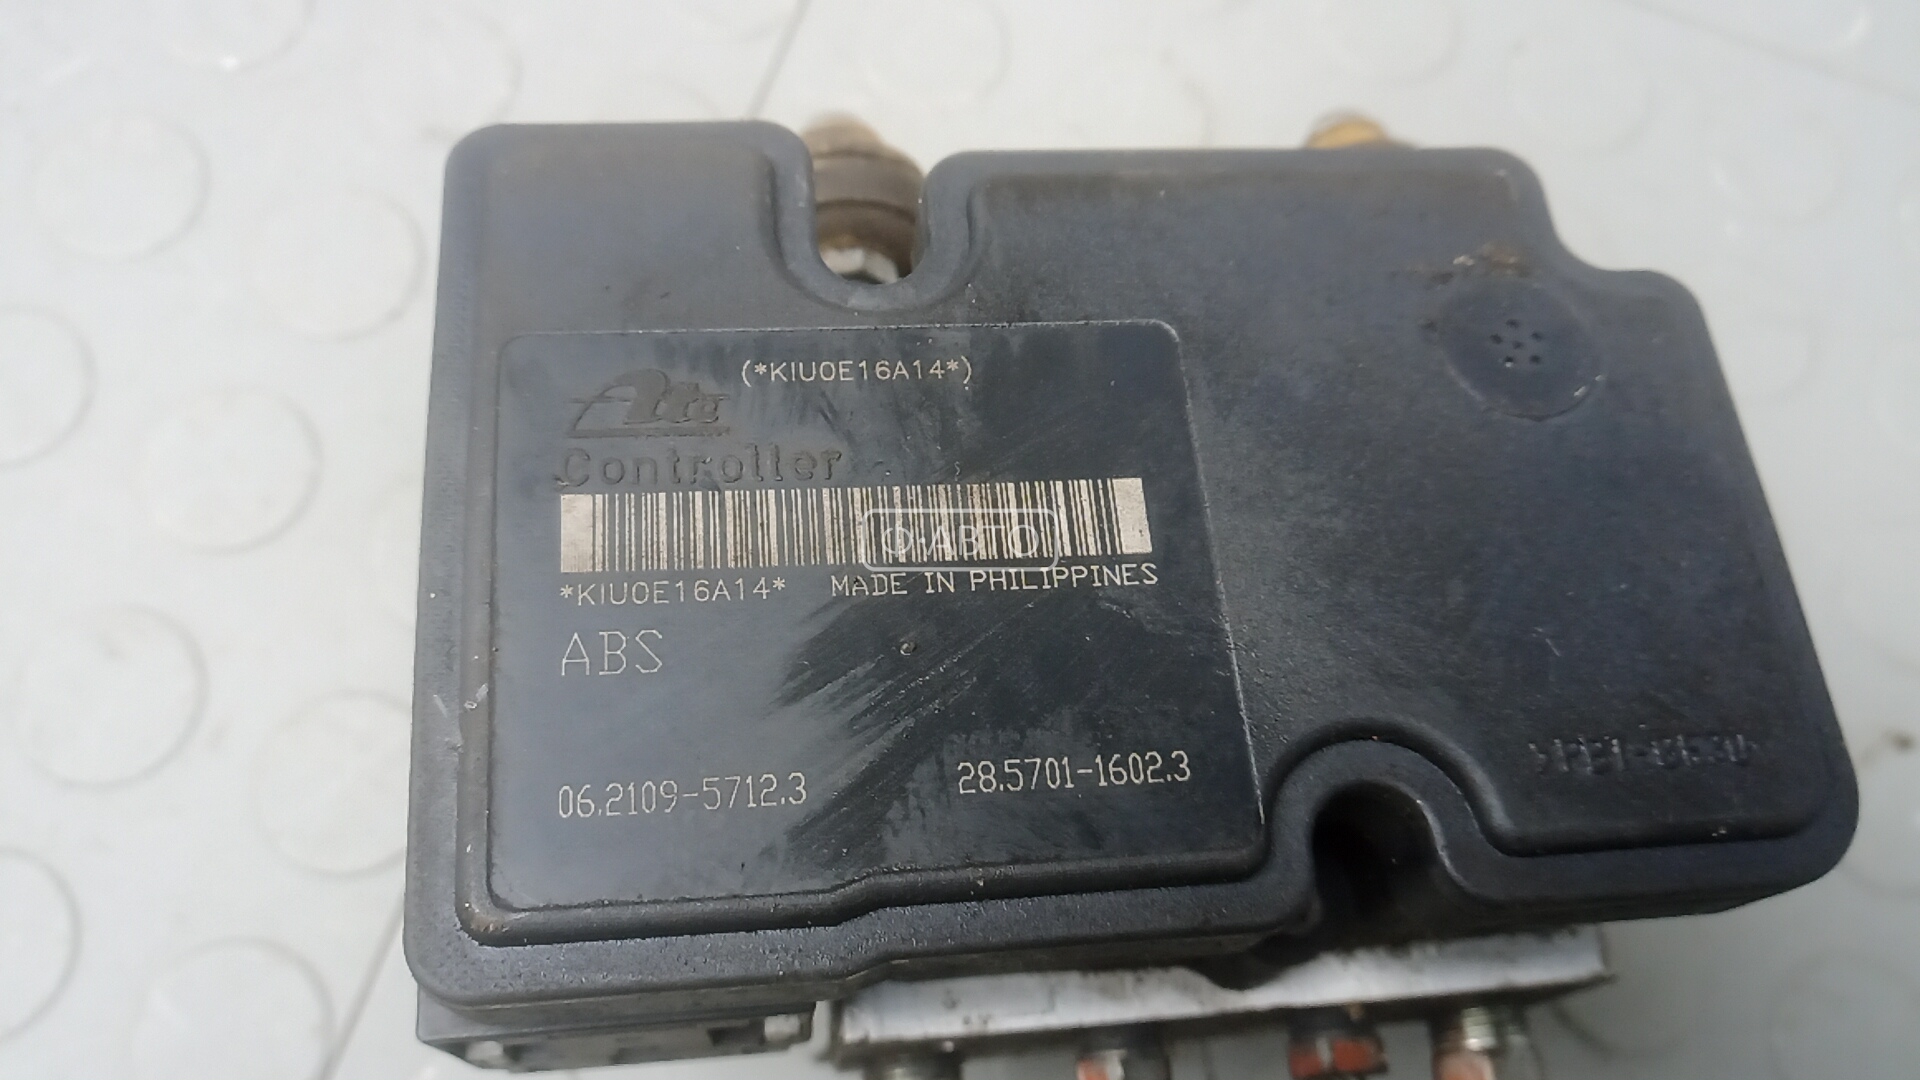 (*KIU0E16A14*)
Ate
Controller
Ф-АВТО
*KIU0E16A14* MADE IN PHILIPPINES
ABS
06.2109-5712.3 28.5701-1602.3